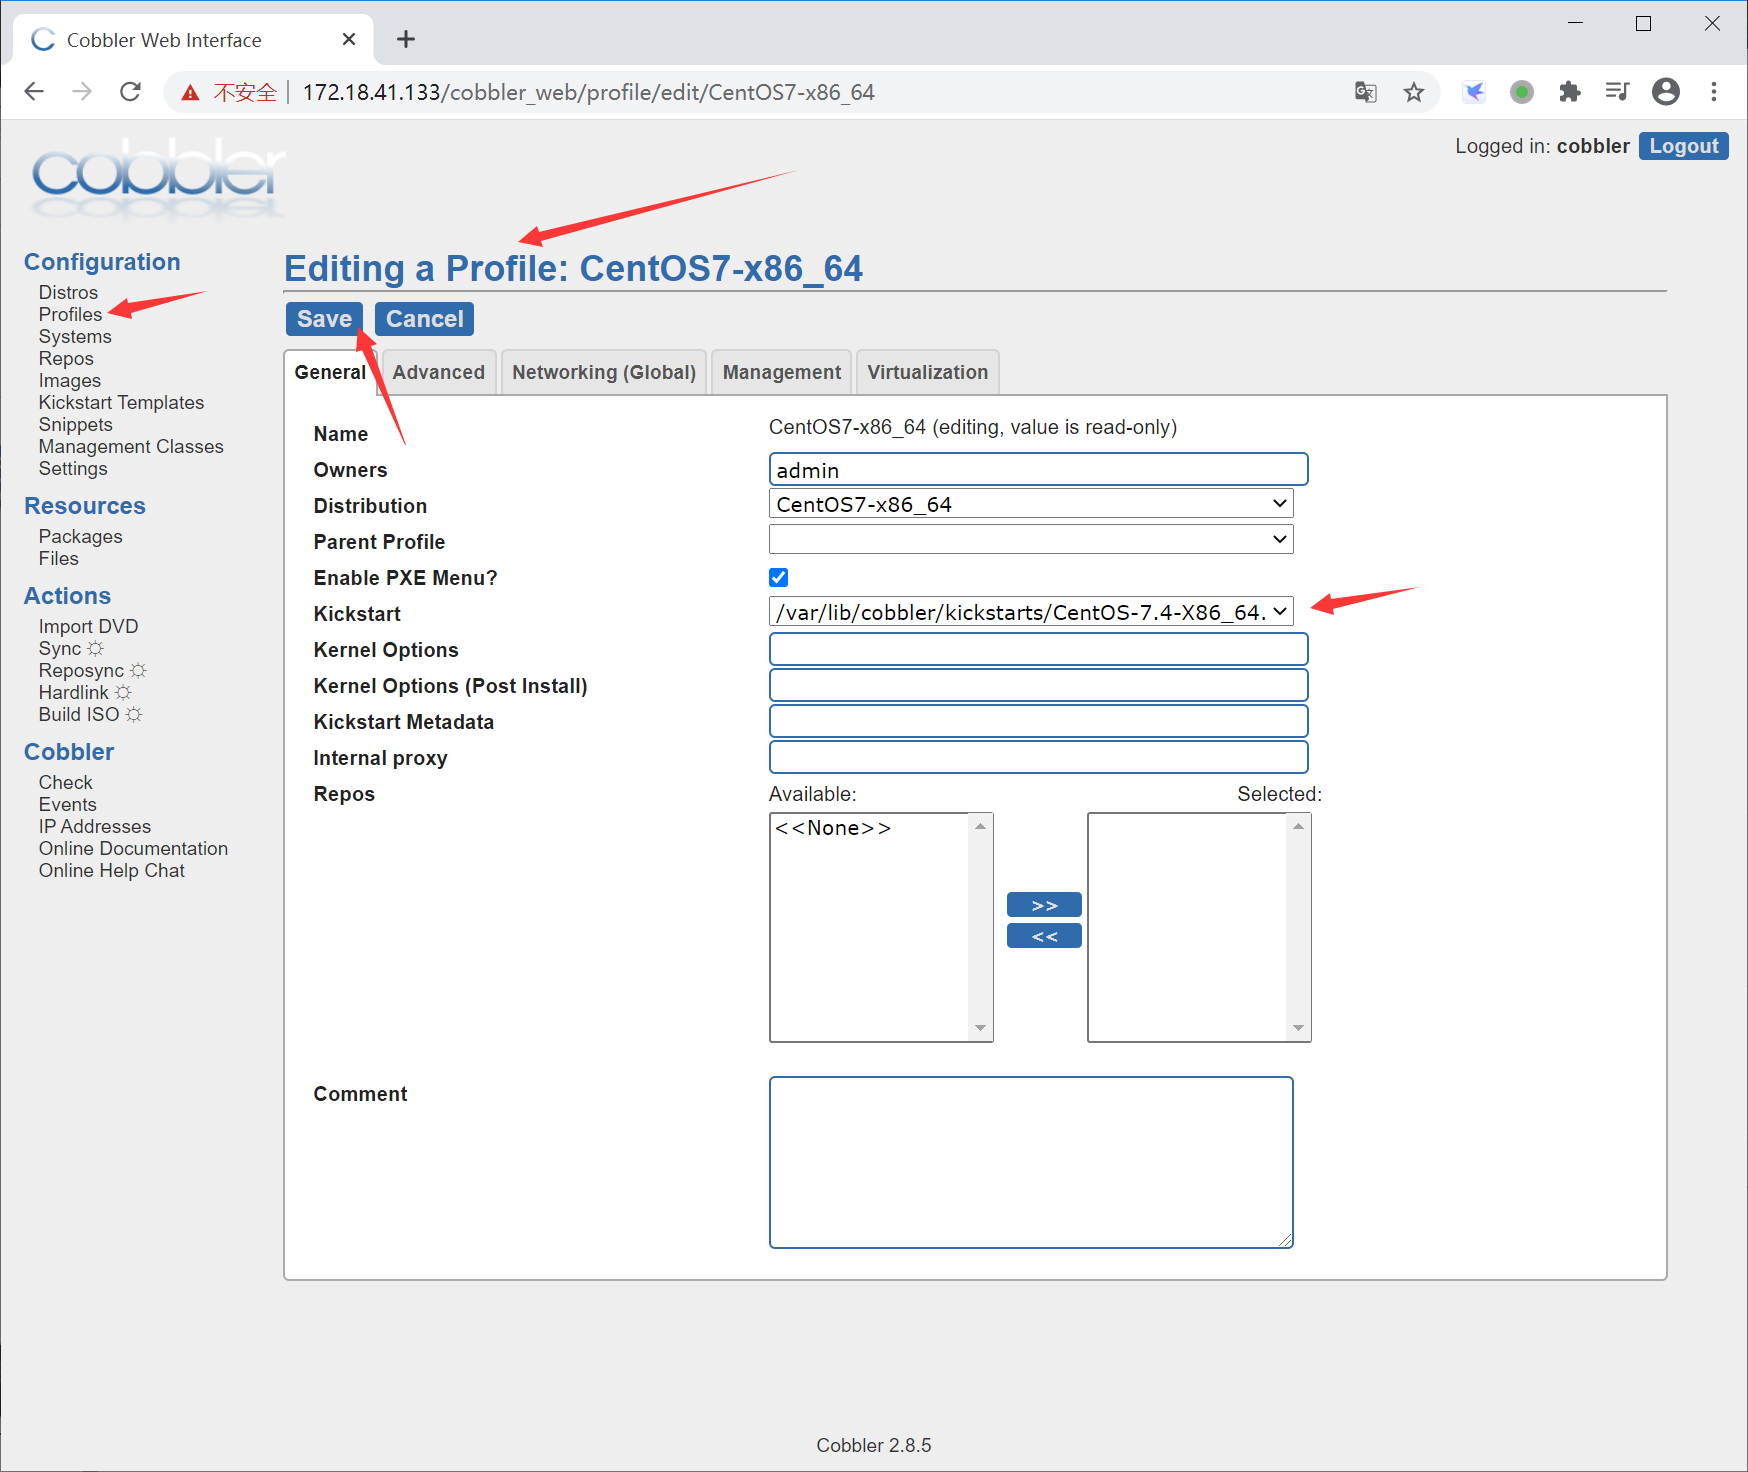 Cobbler Web Interface
不安全 172.18.41.133/cobbler_web/profile/edit/CentOS7-x86_64
cobbler
Logged in: cobbler Logout
Configuration
Distros
Profiles
Systems
Repos
Images
Kickstart Templates
Snippets
Management Classes
Settings
Resources
Packages
Files
Actions
Import DVD
Sync
Reposync
Hardlink
Build ISO
Cobbler
Check
Events
IP Addresses
Online Documentation
Online Help Chat
Editing a Profile: CentOS7-x86_64
Save Cancel
General Advanced Networking (Global) Management Virtualization
Name CentOS7-x86_64 (editing, value is read-only)
Owners admin
Distribution CentOS7-x86_64
Parent Profile
Enable PXE Menu?
Kickstart /var/lib/cobbler/kickstarts/CentOS-7.4-X86_64.
Kernel Options
Kernel Options (Post Install)
Kickstart Metadata
Internal proxy
Repos Available: Selected:
<<None>>
>>
<<
Comment
Cobbler 2.8.5